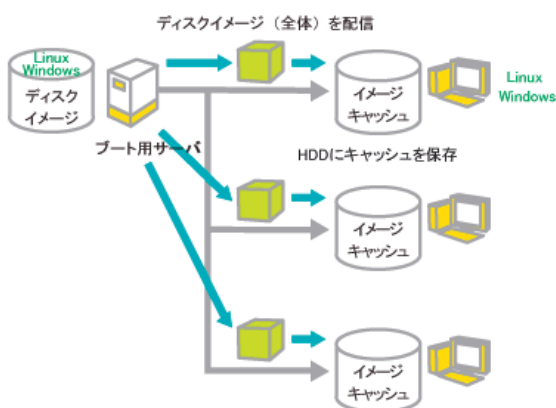 ディスクイメージ（全体）を配信
Linux
Windows
ディスク
イメージ
イメージ
キャッシュ
Linux
Windows
ブート用サーバ
HDDにキャッシュを保存
イメージ
キャッシュ
イメージ
キャッシュ